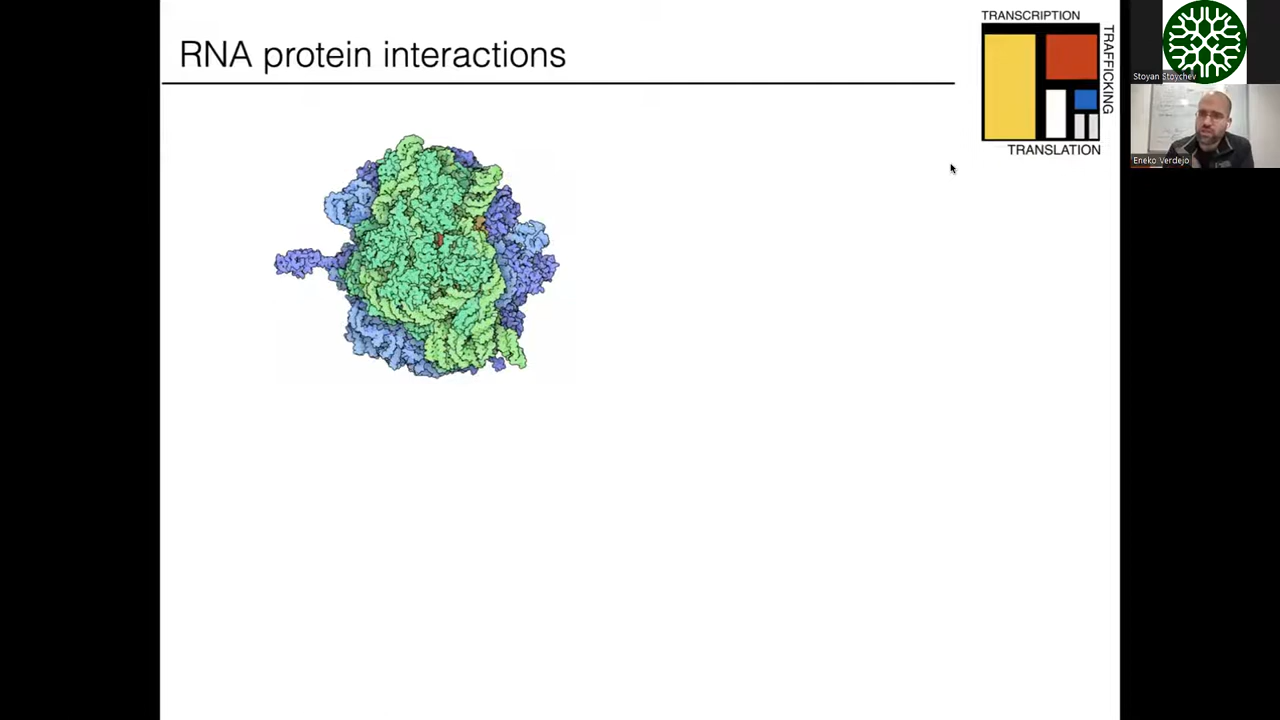 RNA protein interactions
TRANSCRIPTION
TRAFFICKING
TRANSLATION
Stoyan Stoychev
Eneko Verdejo